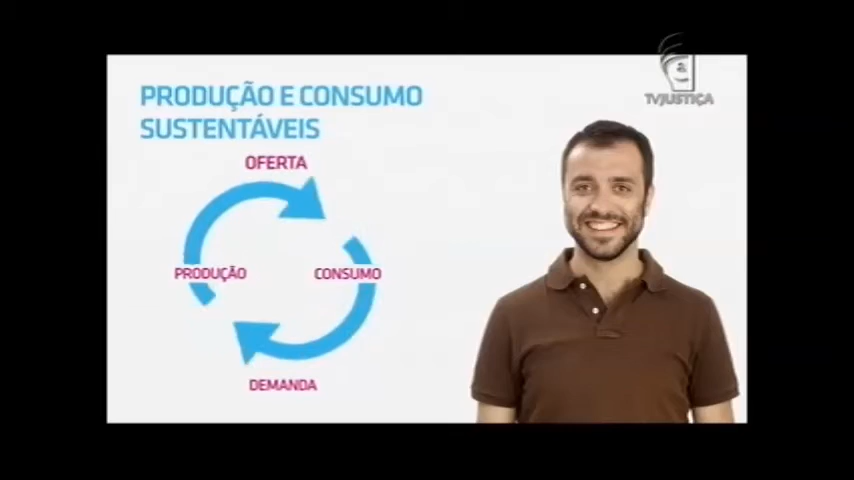 PRODUÇÃO E CONSUMO
SUSTENTÁVEIS
OFERTA
PRODUÇÃO
CONSUMO
DEMANDA
TVJUSTIÇA